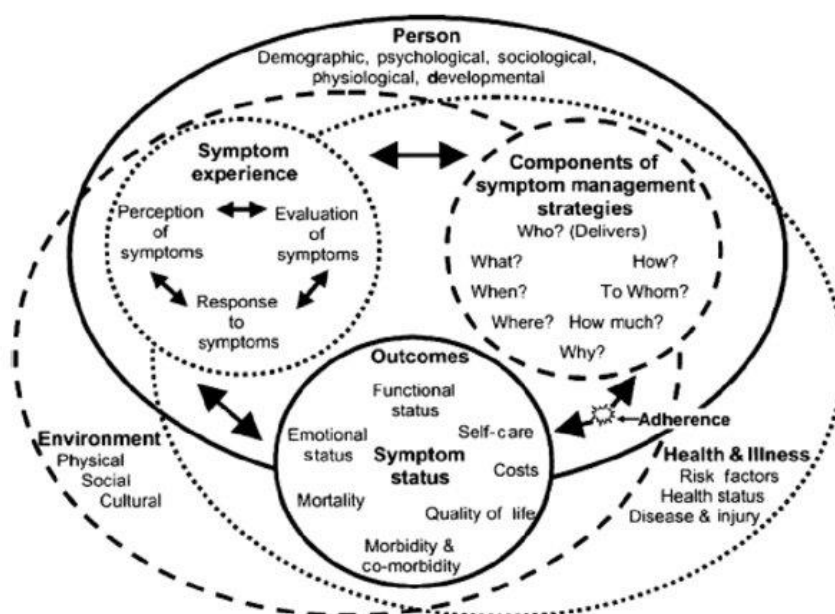 Person
Demographic, psychological, sociological,
physiological, developmental
Symptom
experience
Perception
of
symptoms
Evaluation
of
symptoms
Response
to
symptoms
Components of
symptom management
strategies
Who? (Delivers)
What?
How?
When?
To Whom?
Where?
How much?
Why?
Outcomes
Functional
status
Emotional
status
Self-care
Symptom
status
Costs
Mortality
Quality of life
Morbidity &
co-morbidity
Adherence
Environment
Physical
Social
Cultural
Health & Illness
Risk factors
Health status
Disease & injury